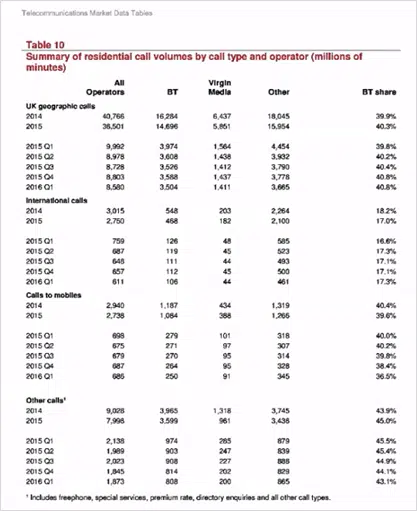 Telecommunications Market Data Tables
Table 10
Summary of residential call volumes by call type and operator (millions of
minutes)
All Operators BT Virgin Media Other BT share
UK geographic calls
2014 40,766 16,284 6,437 18,045 39.9%
2015 36,501 14,696 5,851 15,954 40.3%
2015 Q1 9,992 3,974 1,564 4,454 39.8%
2015 Q2 8,978 3,608 1,438 3,932 40.2%
2015 Q3 8,728 3,526 1,412 3,790 40.4%
2015 Q4 8,803 3,588 1,437 3,778 40.8%
2016 Q1 8,580 3,504 1,411 3,665 40.8%
International calls
2014 3,015 548 203 2,264 18.2%
2015 2,750 468 182 2,100 17.0%
2015 Q1 759 126 48 585 16.6%
2015 Q2 687 119 45 523 17.3%
2015 Q3 648 111 44 493 17.1%
2015 Q4 657 112 45 500 17.1%
2016 Q1 611 106 44 461 17.3%
Calls to mobiles
2014 2,940 1,187 434 1,319 40.4%
2015 2,738 1,084 388 1,266 39.6%
2015 Q1 698 279 101 318 40.0%
2015 Q2 675 271 97 307 40.2%
2015 Q3 679 270 95 314 39.8%
2015 Q4 687 264 95 328 38.4%
2016 Q1 686 250 91 345 36.5%
Other calls¹
2014 9,028 3,965 1,318 3,745 43.9%
2015 7,998 3,599 961 3,438 45.0%
2015 Q1 2,138 974 285 879 45.5%
2015 Q2 1,989 903 247 839 45.4%
2015 Q3 2,023 908 227 888 44.9%
2015 Q4 1,845 814 202 829 44.1%
2016 Q1 1,873 808 200 865 43.1%
¹ Includes freephone, special services, premium rate, directory enquiries and all other call types.